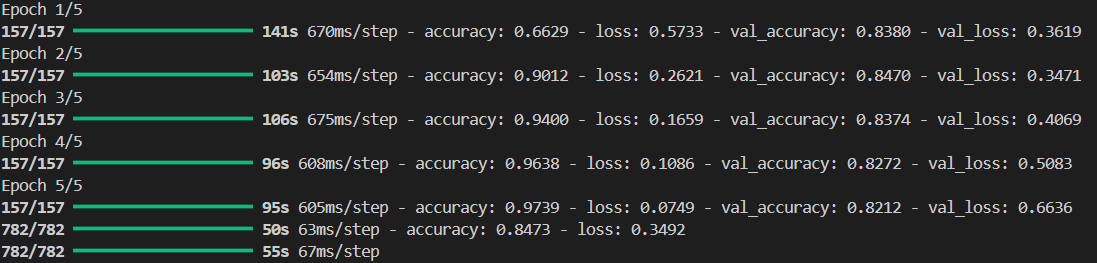 Epoch 1/5
157/157 141s 670ms/step - accuracy: 0.6629 - loss: 0.5733 - val_accuracy: 0.8380 - val_loss: 0.3619
Epoch 2/5
157/157 103s 654ms/step - accuracy: 0.9012 - loss: 0.2621 - val_accuracy: 0.8470 - val_loss: 0.3471
Epoch 3/5
157/157 106s 675ms/step - accuracy: 0.9400 - loss: 0.1659 - val_accuracy: 0.8374 - val_loss: 0.4069
Epoch 4/5
157/157 96s 608ms/step - accuracy: 0.9638 - loss: 0.1086 - val_accuracy: 0.8272 - val_loss: 0.5083
Epoch 5/5
157/157 95s 605ms/step - accuracy: 0.9739 - loss: 0.0749 - val_accuracy: 0.8212 - val_loss: 0.6636
782/782 50s 63ms/step - accuracy: 0.8473 - loss: 0.3492
782/782 55s 67ms/step